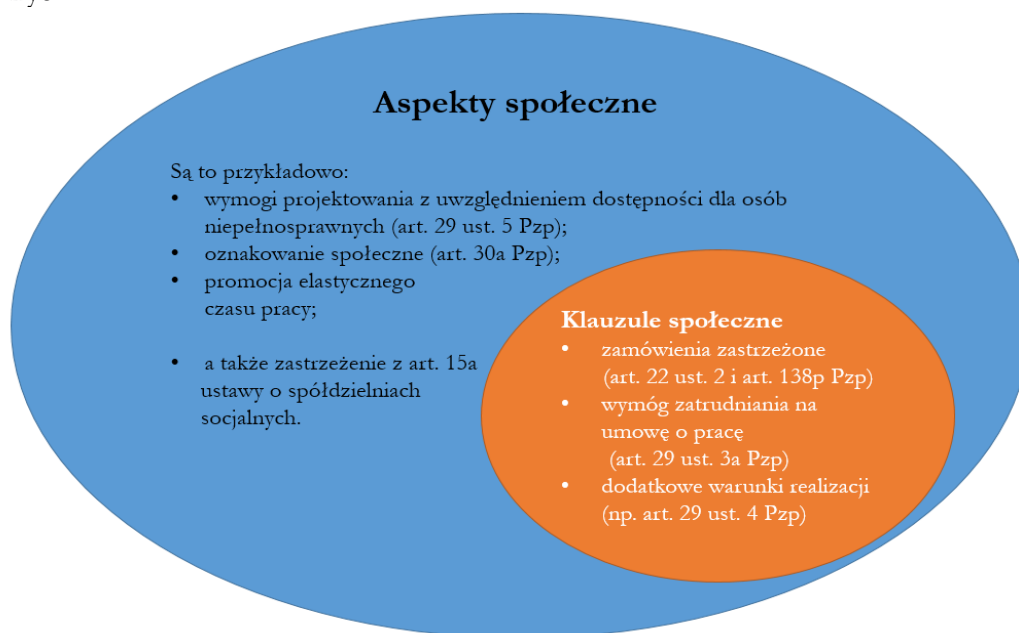 Aspekty społeczne
Są to przykładowo:
• wymogi projektowania z uwzględnieniem dostępności dla osób
niepełnosprawnych (art. 29 ust. 5 Pzp);
• oznakowanie społeczne (art. 30a Pzp);
• promocja elastycznego
czasu pracy;
• a także zastrzeżenie z art. 15a
ustawy o spółdzielniach
socjalnych.
Klauzule społeczne
• zamówienia zastrzeżone
(art. 22 ust. 2 i art. 138p Pzp)
• wymóg zatrudniania na
umowę o pracę
(art. 29 ust. 3a Pzp)
• dodatkowe warunki realizacji
(np. art. 29 ust. 4 Pzp)